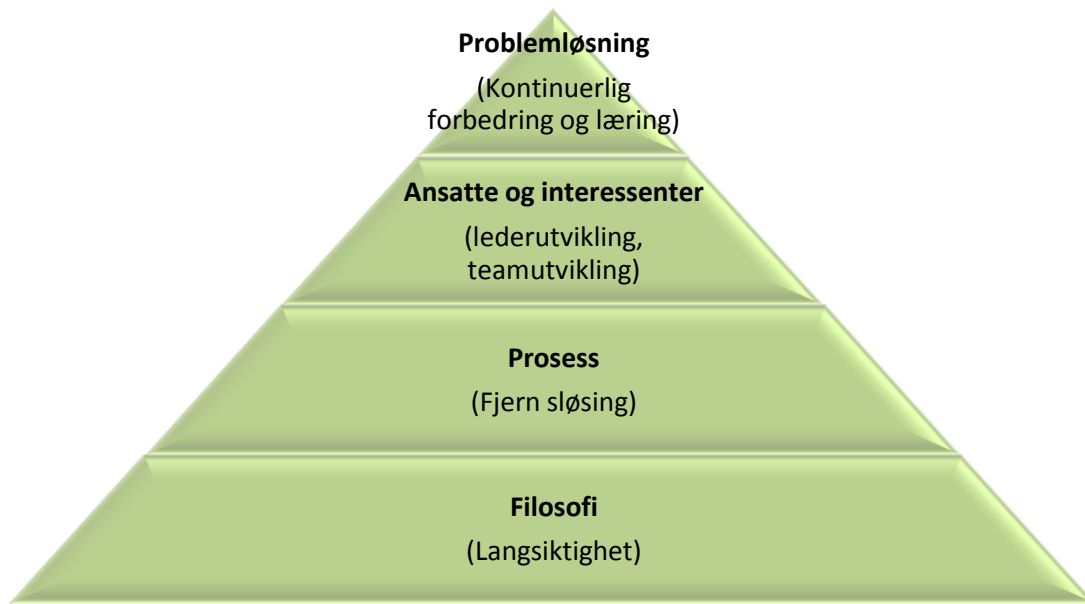 Problemløsning
(Kontinuerlig
forbedring og læring)
Ansatte og interessenter
(lederutvikling,
teamutvikling)
Prosess
(Fjern sløsing)
Filosofi
(Langsiktighet)